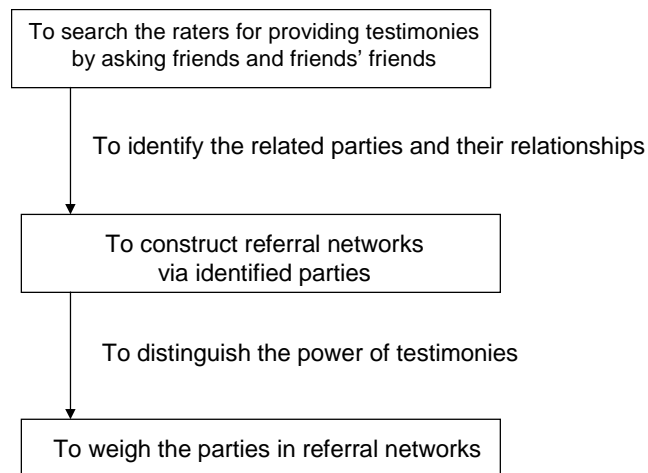 To search the raters for providing testimonies
by asking friends and friends’ friends
To identify the related parties and their relationships
To construct referral networks
via identified parties
To distinguish the power of testimonies
To weigh the parties in referral networks